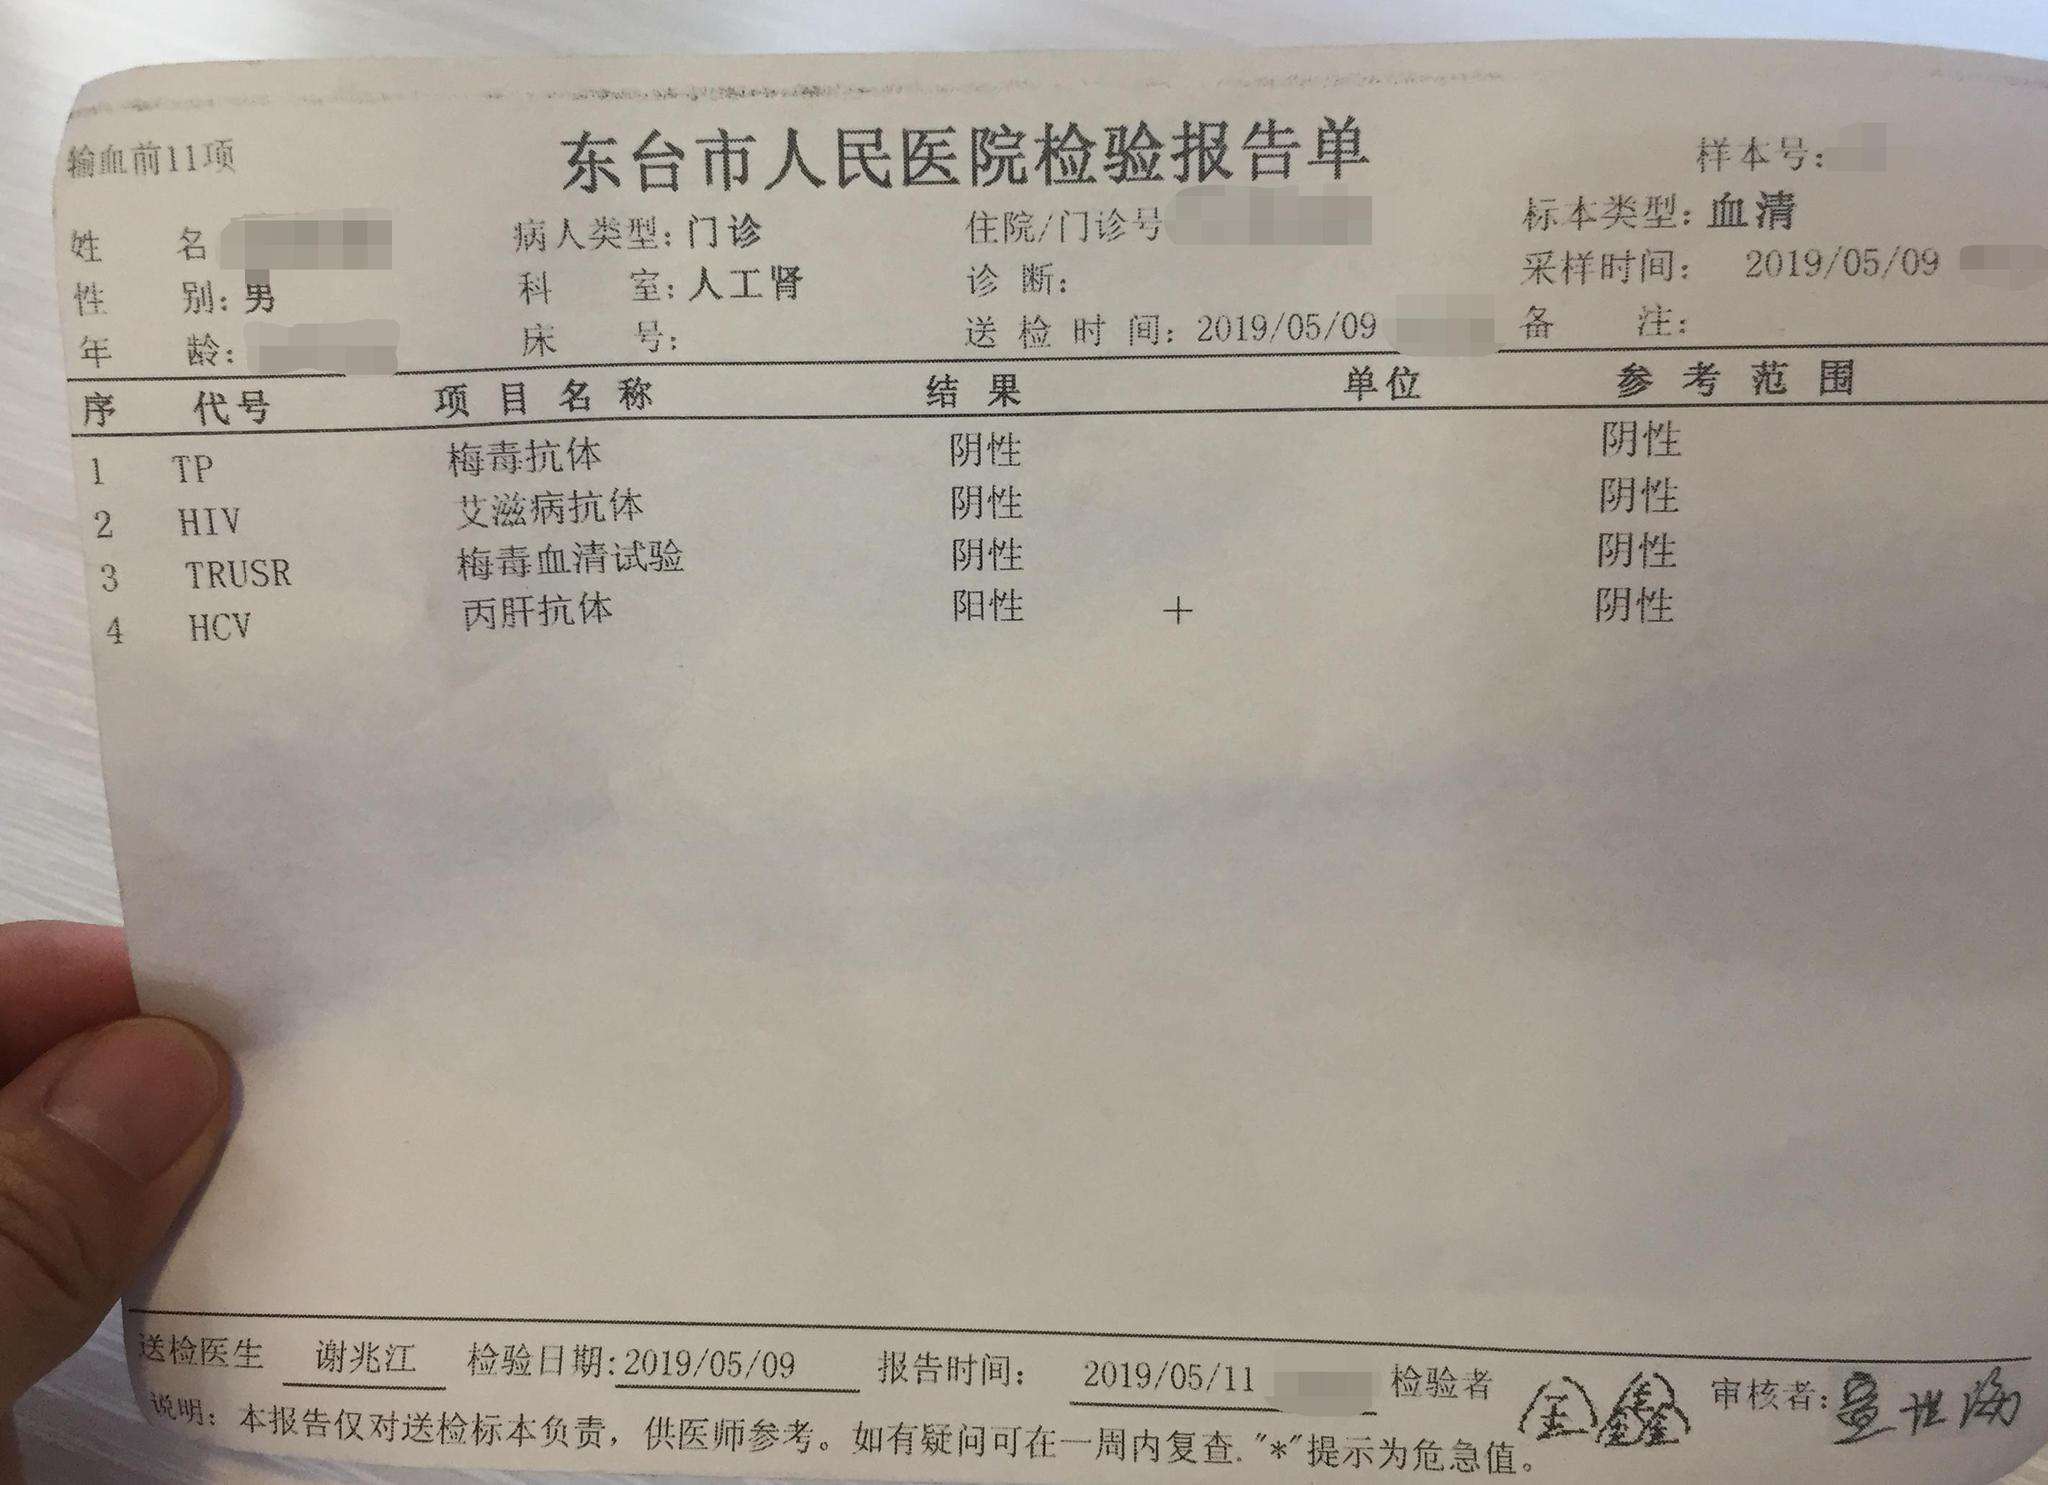 输血前11项
东台市人民医院检验报告单
样本号:
姓 名 病人类型: 门诊 住院/门诊号 标本类型: 血清
性 别: 男 科 室: 人工肾 诊 断: 采样时间: 2019/05/09
年 龄: 床 号: 送 检 时 间: 2019/05/09 备 注:
序 代号 项 目 名 称 结 果 单位 参 考 范 围
1 TP 梅毒抗体 阴性 阴性
2 HIV 艾滋病抗体 阴性 阴性
3 TRUSR 梅毒血清试验 阴性 阴性
4 HCV 丙肝抗体 阳性 + 阴性
送检医生 谢兆江 检验日期:2019/05/09 报告时间: 2019/05/11 检验者 审核者:
说明: 本报告仅对送检标本负责, 供医师参考。如有疑问可在一周内复查. "*"提示为危急值。